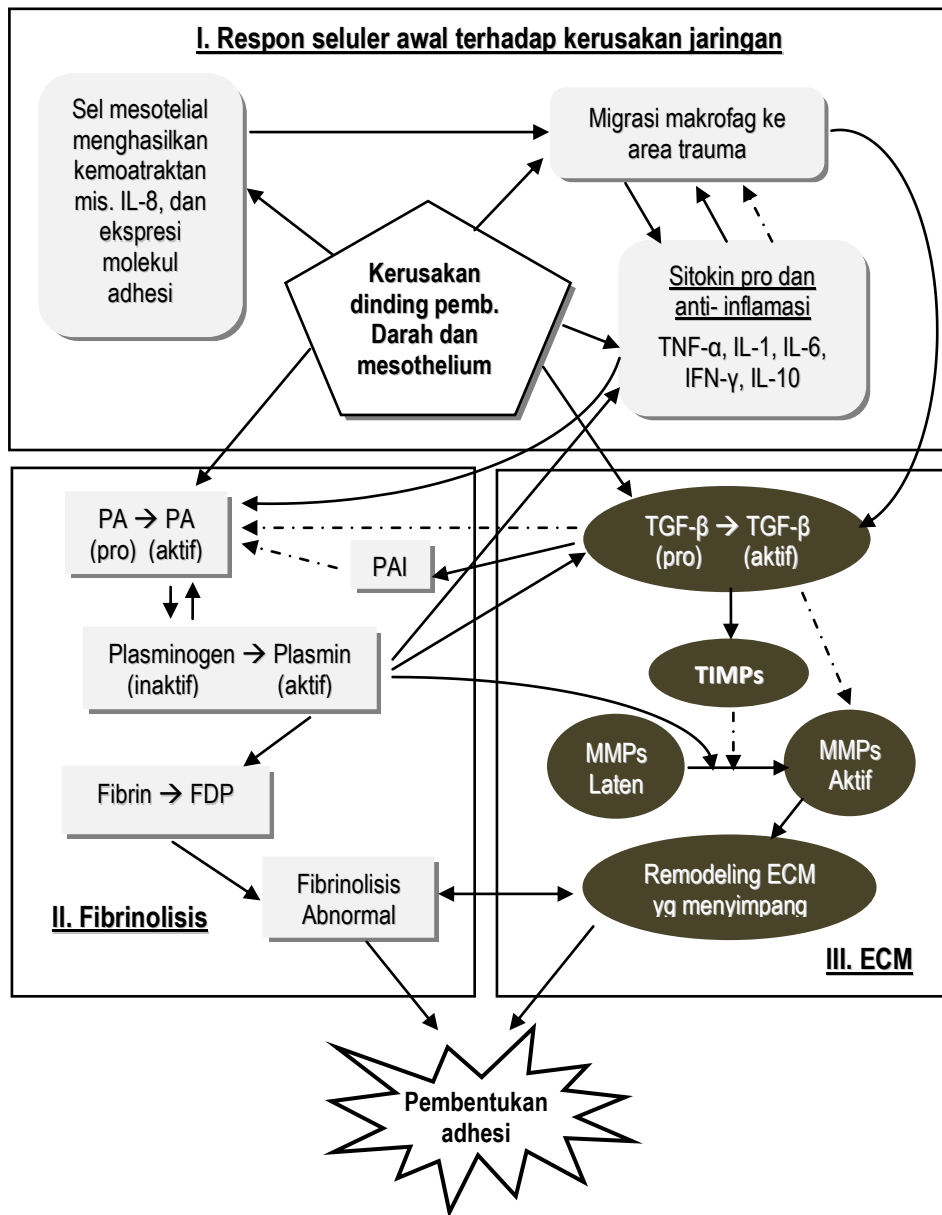 I. Respon seluler awal terhadap kerusakan jaringan
Sel mesotelial
menghasilkan
kemoatraktan
mis. IL-8, dan
ekspresi
molekul
adhesi
Migrasi makrofag ke
area trauma
Kerusakan
dinding pemb.
Darah dan
mesothelium
Sitokin pro dan
anti- inflamasi
TNF-α, IL-1, IL-6,
IFN-γ, IL-10
PA → PA
(pro) (aktif)
PAI
Plasminogen → Plasmin
(inaktif) (aktif)
Fibrin → FDP
Fibrinolisis
Abnormal
II. Fibrinolisis
TGF-β → TGF-β
(pro) (aktif)
TIMPs
MMPs
Laten
MMPs
Aktif
Remodeling ECM
yg menyimpang
III. ECM
Pembentukan
adhesi